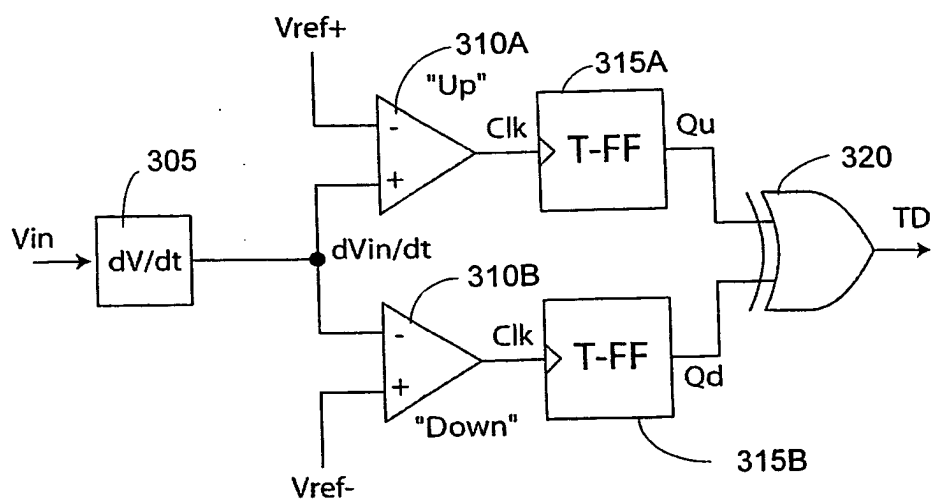 Vref+
310A
"Up"
315A
-
+
Clk
T-FF
Qu
320
305
Vin
dV/dt
dVin/dt
TD
310B
-
+
Clk
T-FF
Qd
"Down"
315B
Vref-